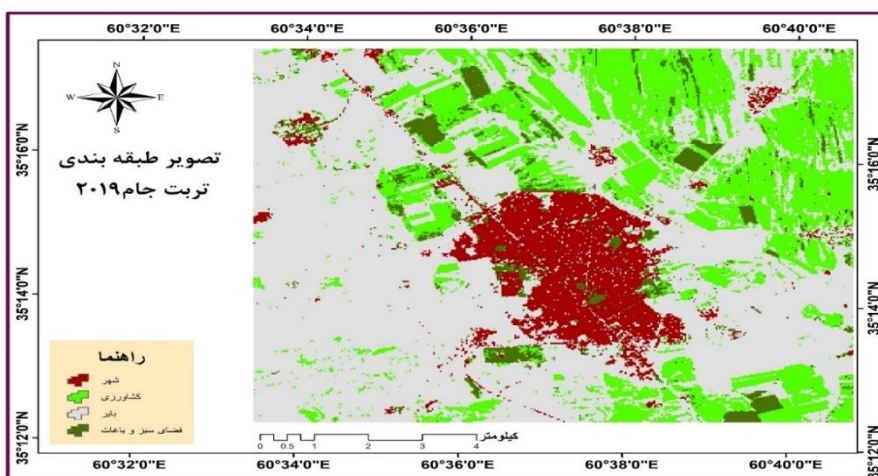 60°32'0"E 60°34'0"E 60°36'0"E 60°38'0"E 60°40'0"E
N
W E
S
تصویر طبقه بندی
تربت جام۲۰۱۹
35°16'0"N 35°16'0"N
35°14'0"N 35°14'0"N
راهنما
شهر
کشاورزی
بایر
فضای سبز و باغات
کیلومتر
0 0.5 1 2 3 4
35°12'0"N 35°12'0"N
60°32'0"E 60°34'0"E 60°36'0"E 60°38'0"E 60°40'0"E